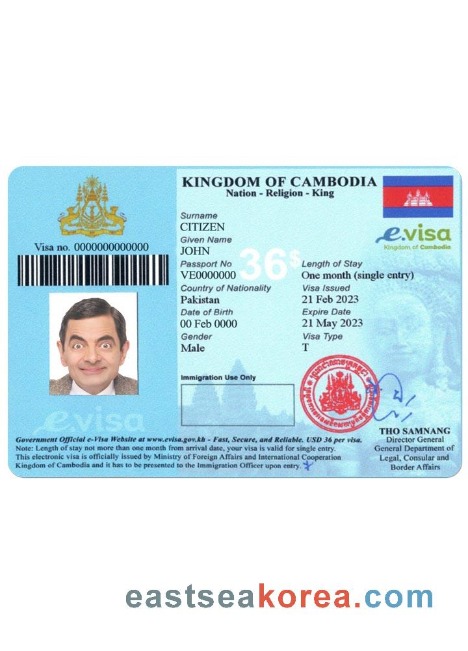 KINGDOM OF CAMBODIA
Nation - Religion - King
Visa no. 0000000000000
Surname
CITIZEN
Given Name
JOHN
Passport No
VE0000000
Country of Nationality
Pakistan
Date of Birth
00 Feb 0000
Gender
Male
36$
e.visa
Kingdom of Cambodia
Length of Stay
One month (single entry)
Visa Issued
21 Feb 2023
Expire Date
21 May 2023
Visa Type
T
Immigration Use Only
e.visa
THO SAMNANG
Director General
General Department of
Legal, Consular and
Border Affairs
Government Official e-Visa Website at www.evisa.gov.kh - Fast, Secure, and Reliable. USD 36 per visa.
Note: Length of stay not more than one month from arrival date, your visa is valid for single entry.
This electronic visa is officially issued by Ministry of Foreign Affairs and International Cooperation
Kingdom of Cambodia and it has to be presented to the Immigration Officer upon entry.
eastseakorea.com